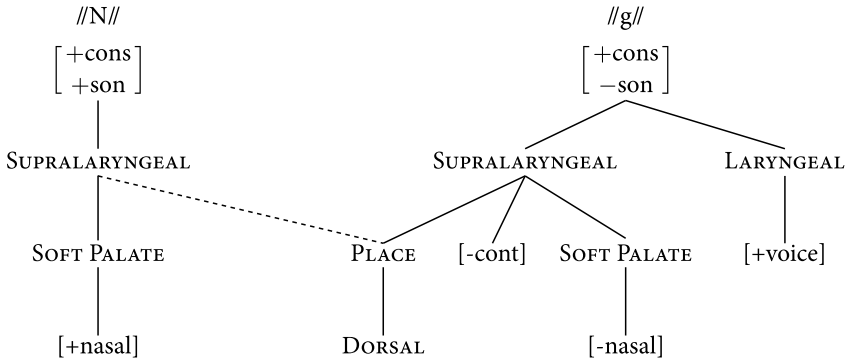 //N// //g//
[+cons +cons
+son] −son]
Supralaryngeal Supralaryngeal Laryngeal
Soft Palate Place [-cont] Soft Palate [+voice]
[+nasal] Dorsal [-nasal]